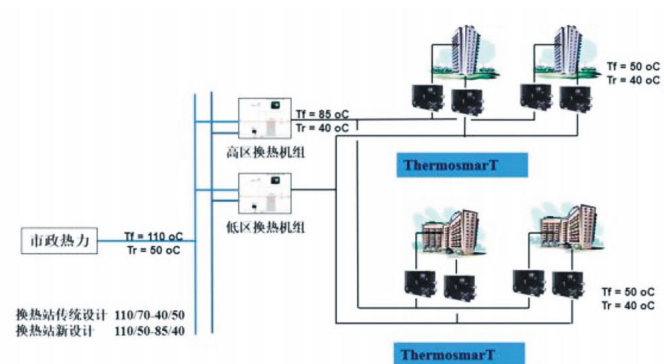 Tf = 50 oC
Tr = 40 oC
Tf = 85 oC
Tr = 40 oC
高区换热机组
ThermosmarT
低区换热机组
市政热力
Tf = 110 oC
Tr = 50 oC
Tf = 50 oC
Tr = 40 oC
换热站传统设计 110/70-40/50
换热站新设计 110/50-85/40
ThermosmarT